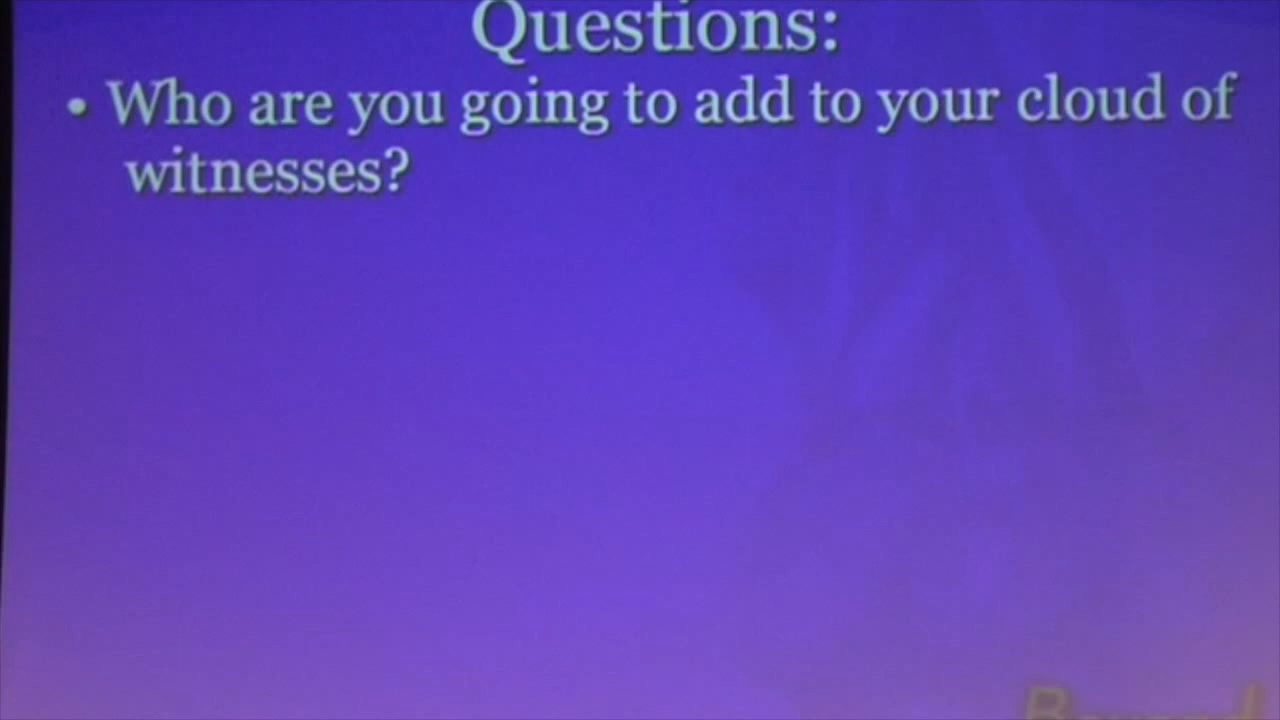 Questions:
• Who are you going to add to your cloud of
witnesses?